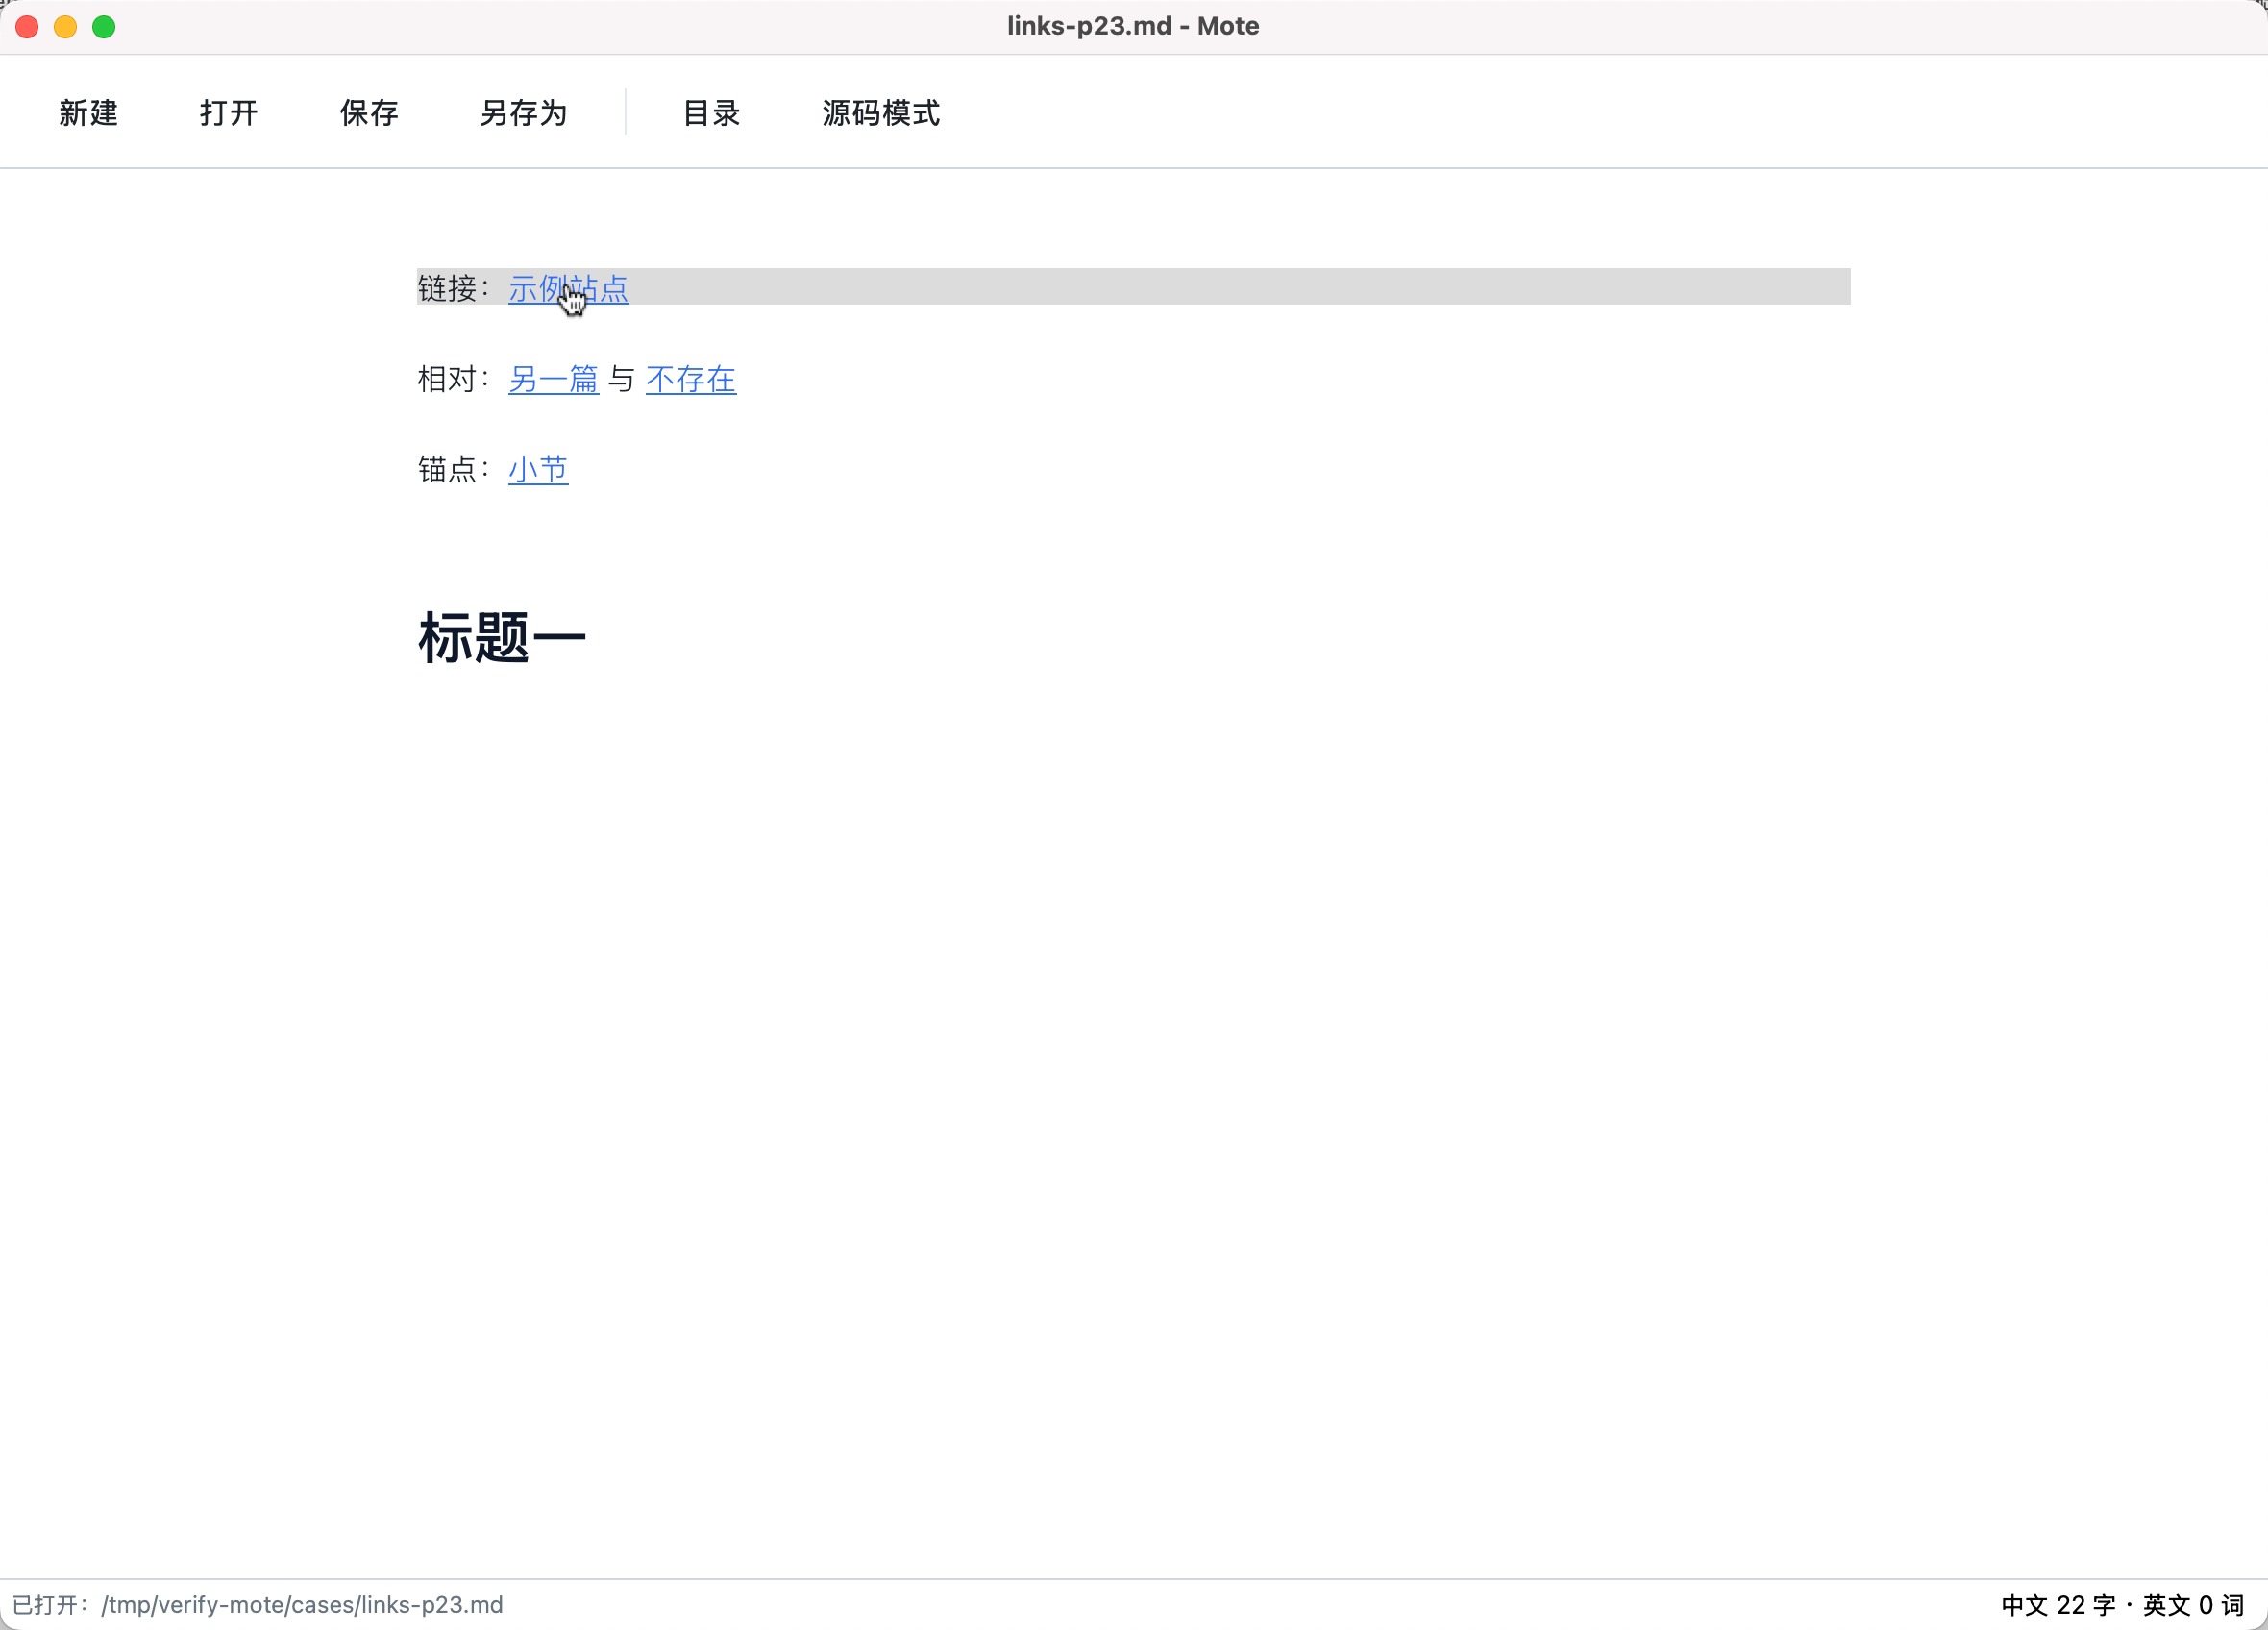 links-p23.md - Mote
新建 打开 保存 另存为 目录 源码模式
链接：示例站点
相对：另一篇 与 不存在
锚点：小节
标题一
已打开：/tmp/verify-mote/cases/links-p23.md 中文 22 字 · 英文 0 词